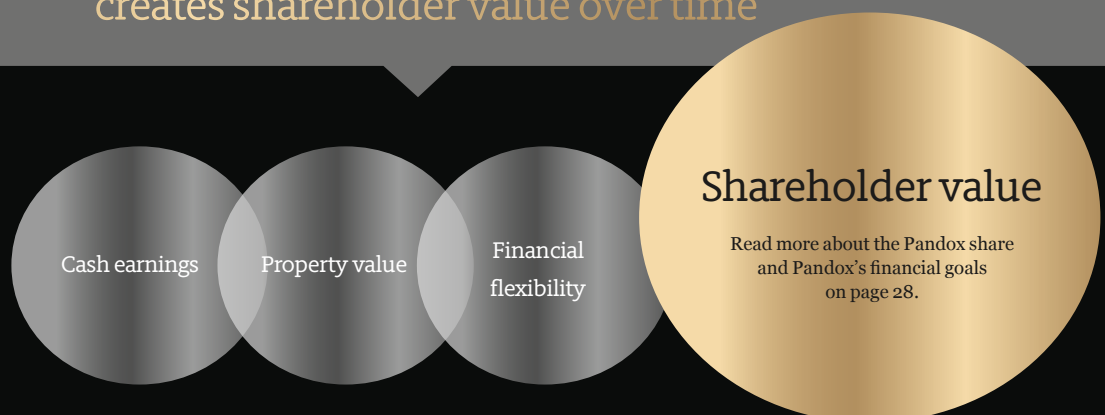 creates shareholder value over time
Cash earnings
Property value
Financial
flexibility
Shareholder value
Read more about the Pandox share
and Pandox’s financial goals
on page 28.